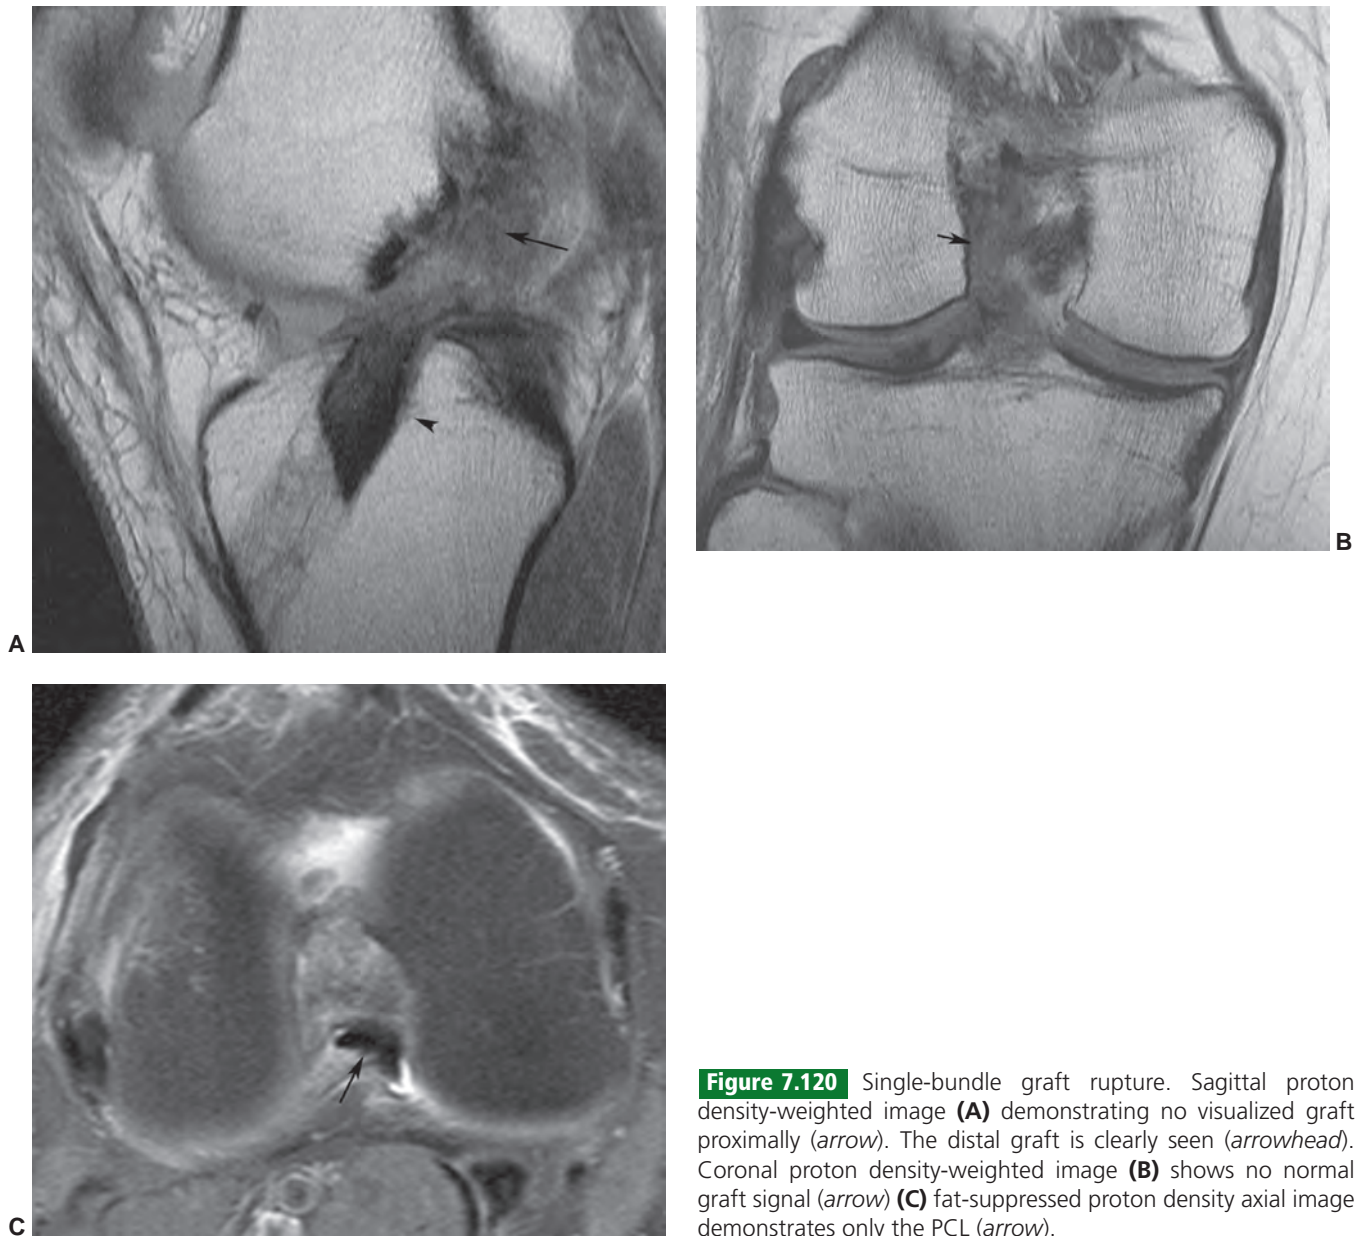 A
B
C
Figure 7.120 Single-bundle graft rupture. Sagittal proton
density-weighted image (A) demonstrating no visualized graft
proximally (arrow). The distal graft is clearly seen (arrowhead).
Coronal proton density-weighted image (B) shows no normal
graft signal (arrow) (C) fat-suppressed proton density axial image
demonstrates only the PCL (arrow).